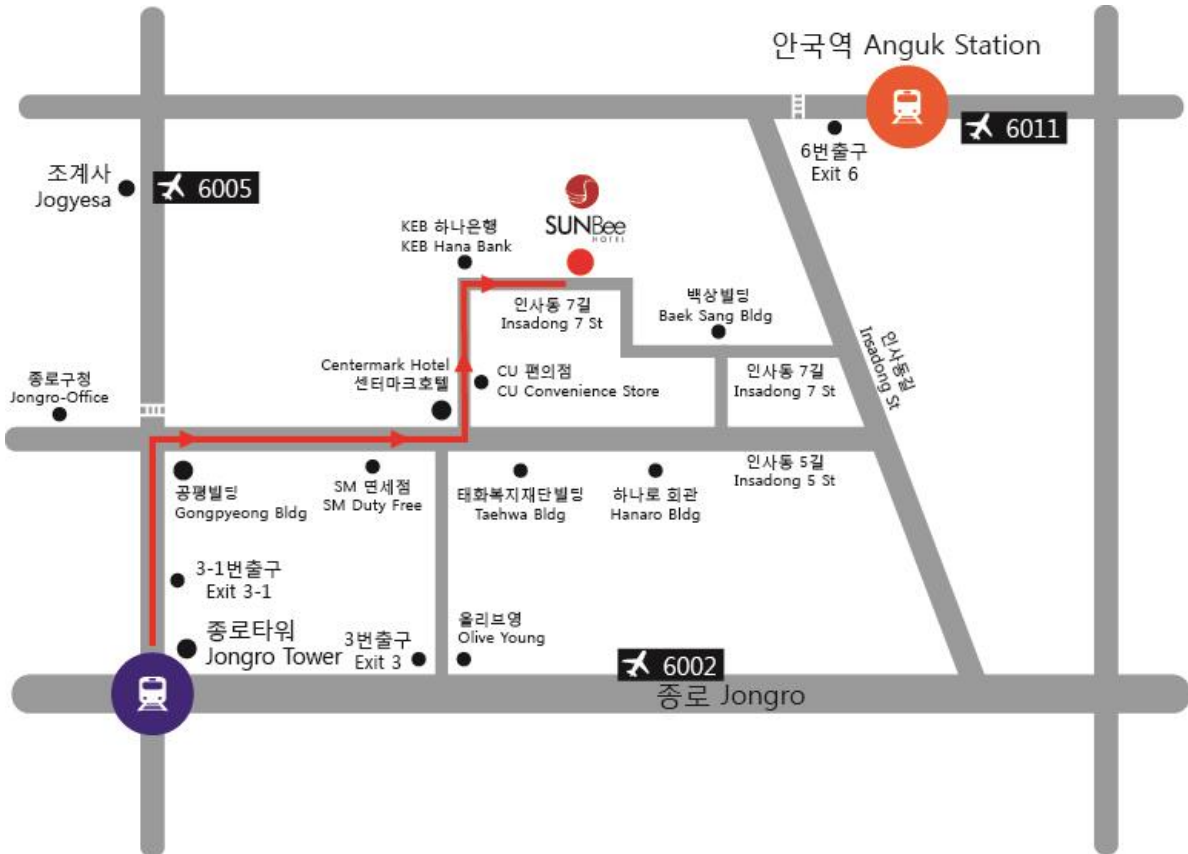 안국역 Anguk Station
6011
6번출구
Exit 6
조계사
Jogyesa
6005
SUNBee
HOTEL
KEB 하나은행
KEB Hana Bank
인사동 7길
Insadong 7 St
백상빌딩
Baek Sang Bldg
인사동길
Insadong St
Centermark Hotel
센터마크호텔
CU 편의점
CU Convenience Store
인사동 7길
Insadong 7 St
종로구청
Jongro-Office
공평빌딩
Gongpyeong Bldg
SM 면세점
SM Duty Free
태화복지재단빌딩
Taehwa Bldg
하나로 회관
Hanaro Bldg
인사동 5길
Insadong 5 St
3-1번출구
Exit 3-1
종로타워
Jongro Tower
3번출구
Exit 3
올리브영
Olive Young
6002
종로 Jongro